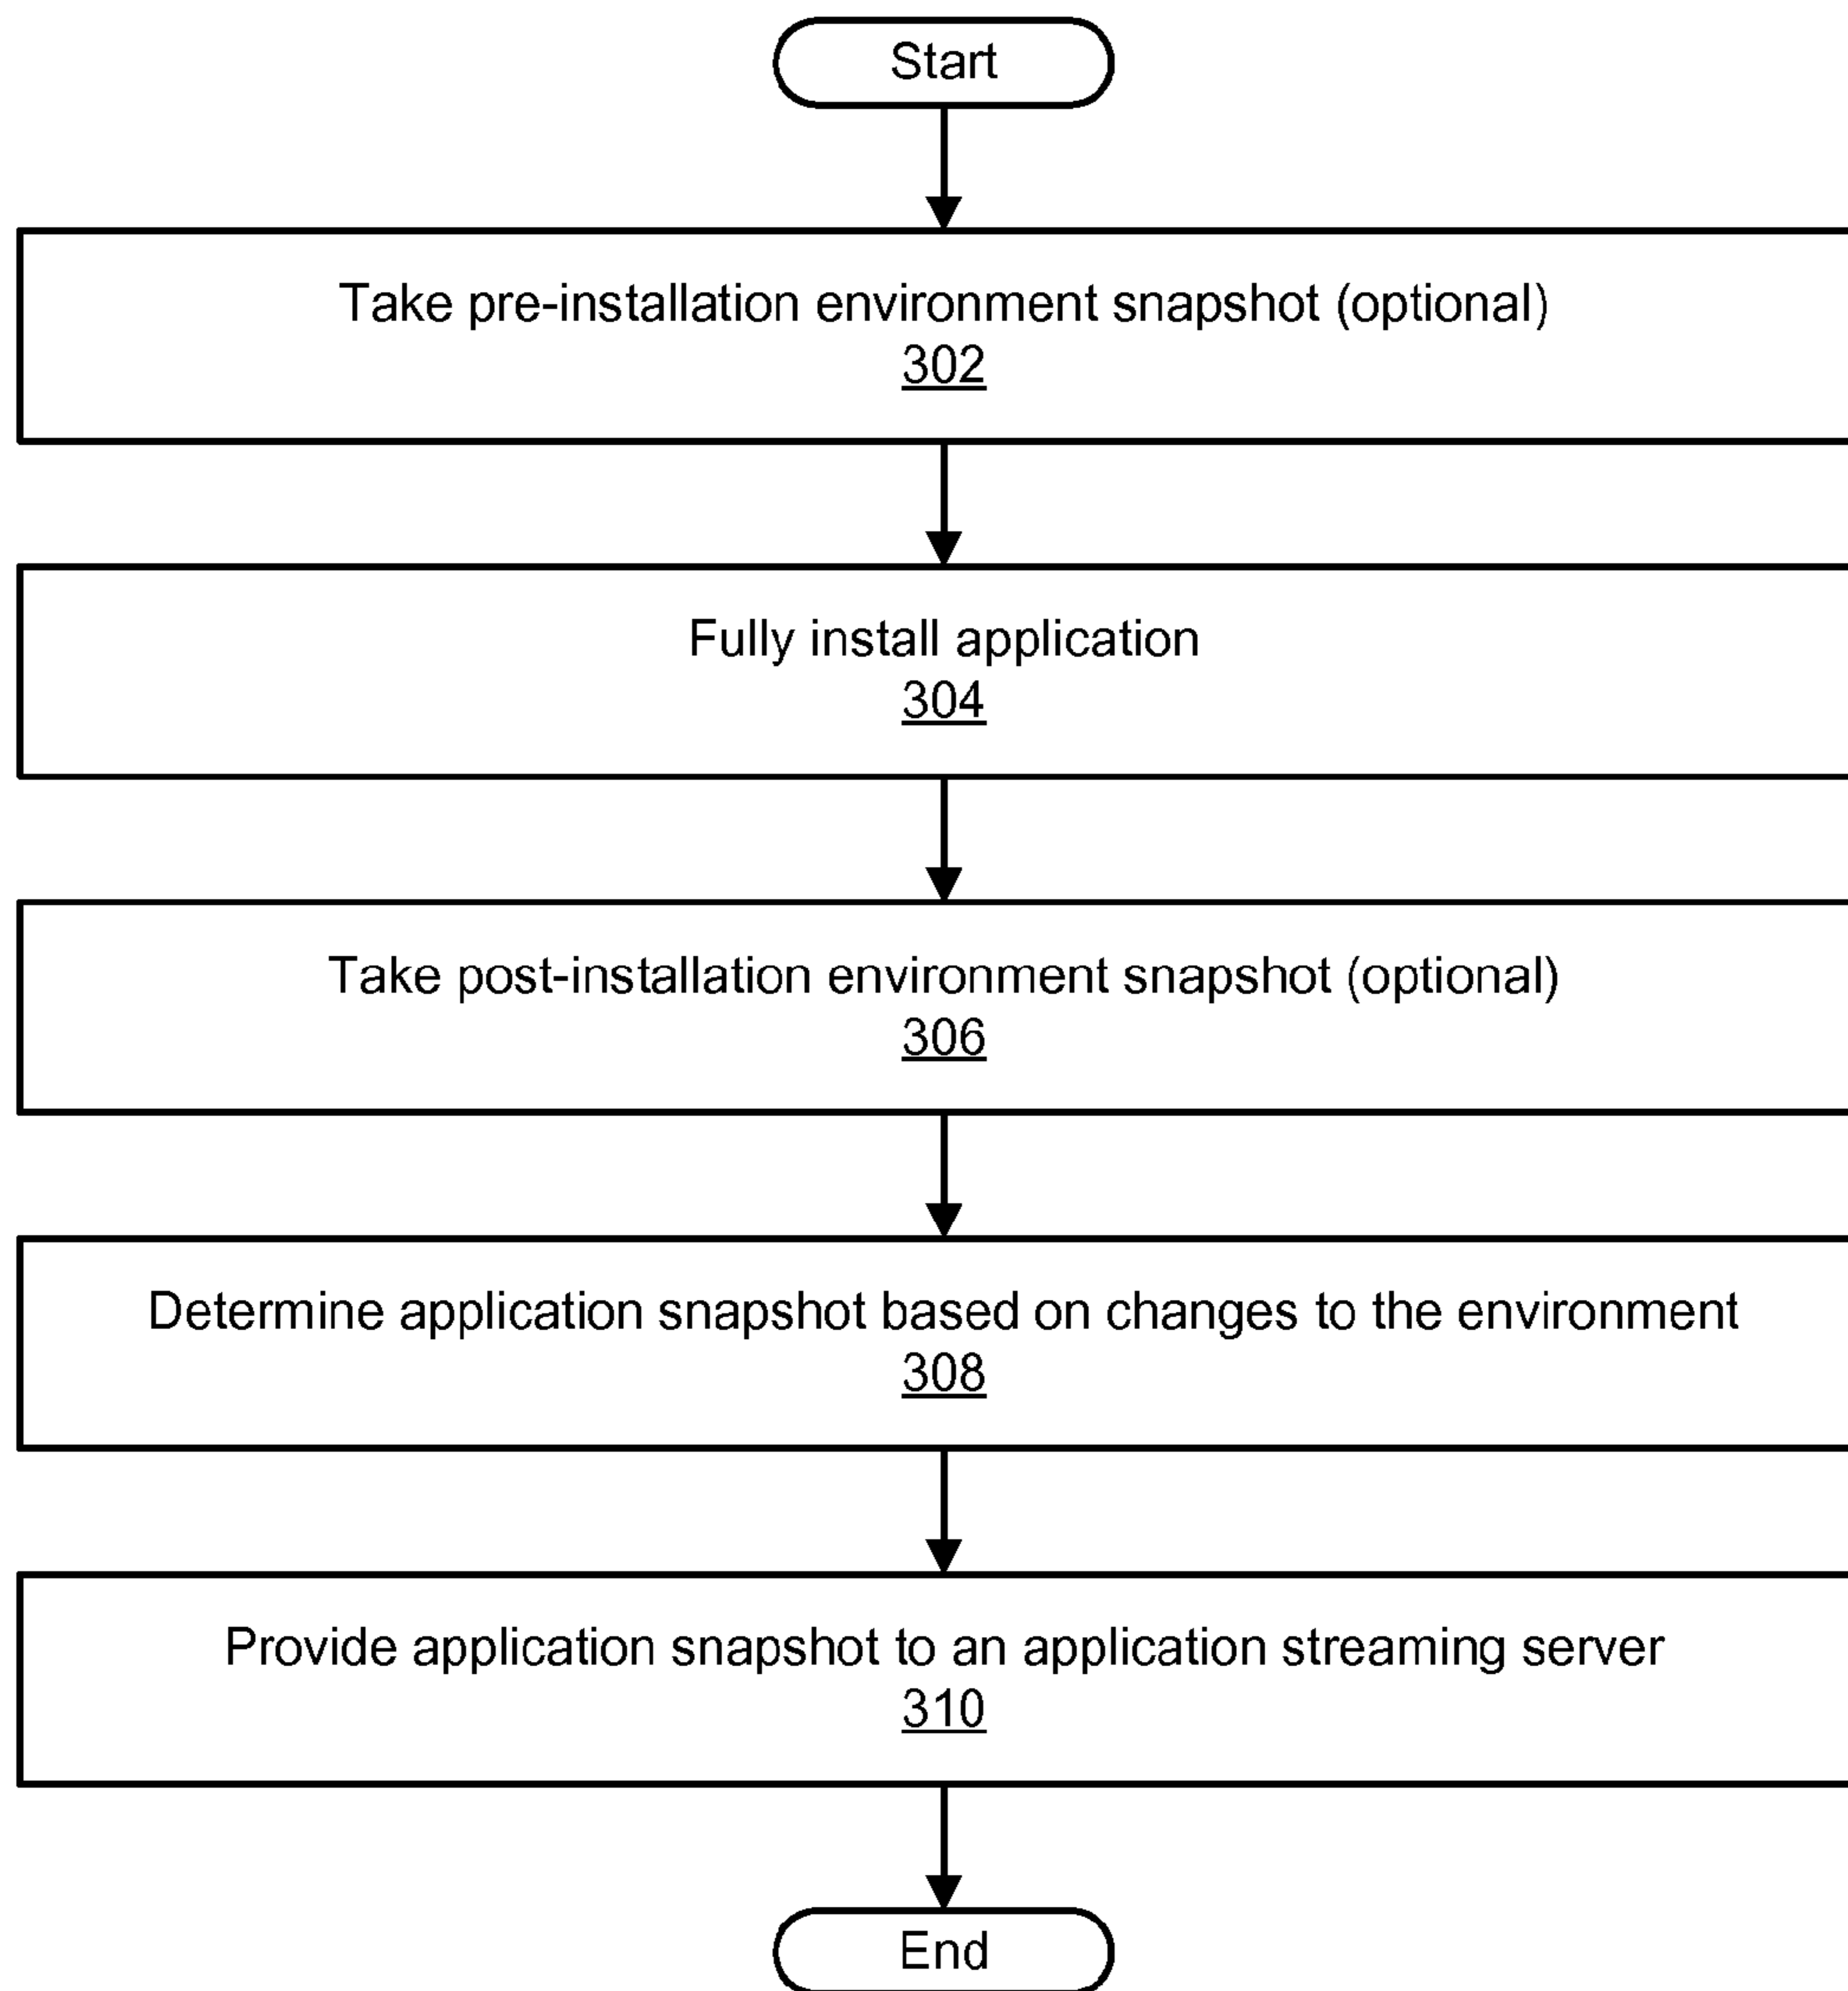 Start
Take pre-installation environment snapshot (optional)
302
Fully install application
304
Take post-installation environment snapshot (optional)
306
Determine application snapshot based on changes to the environment
308
Provide application snapshot to an application streaming server
310
End